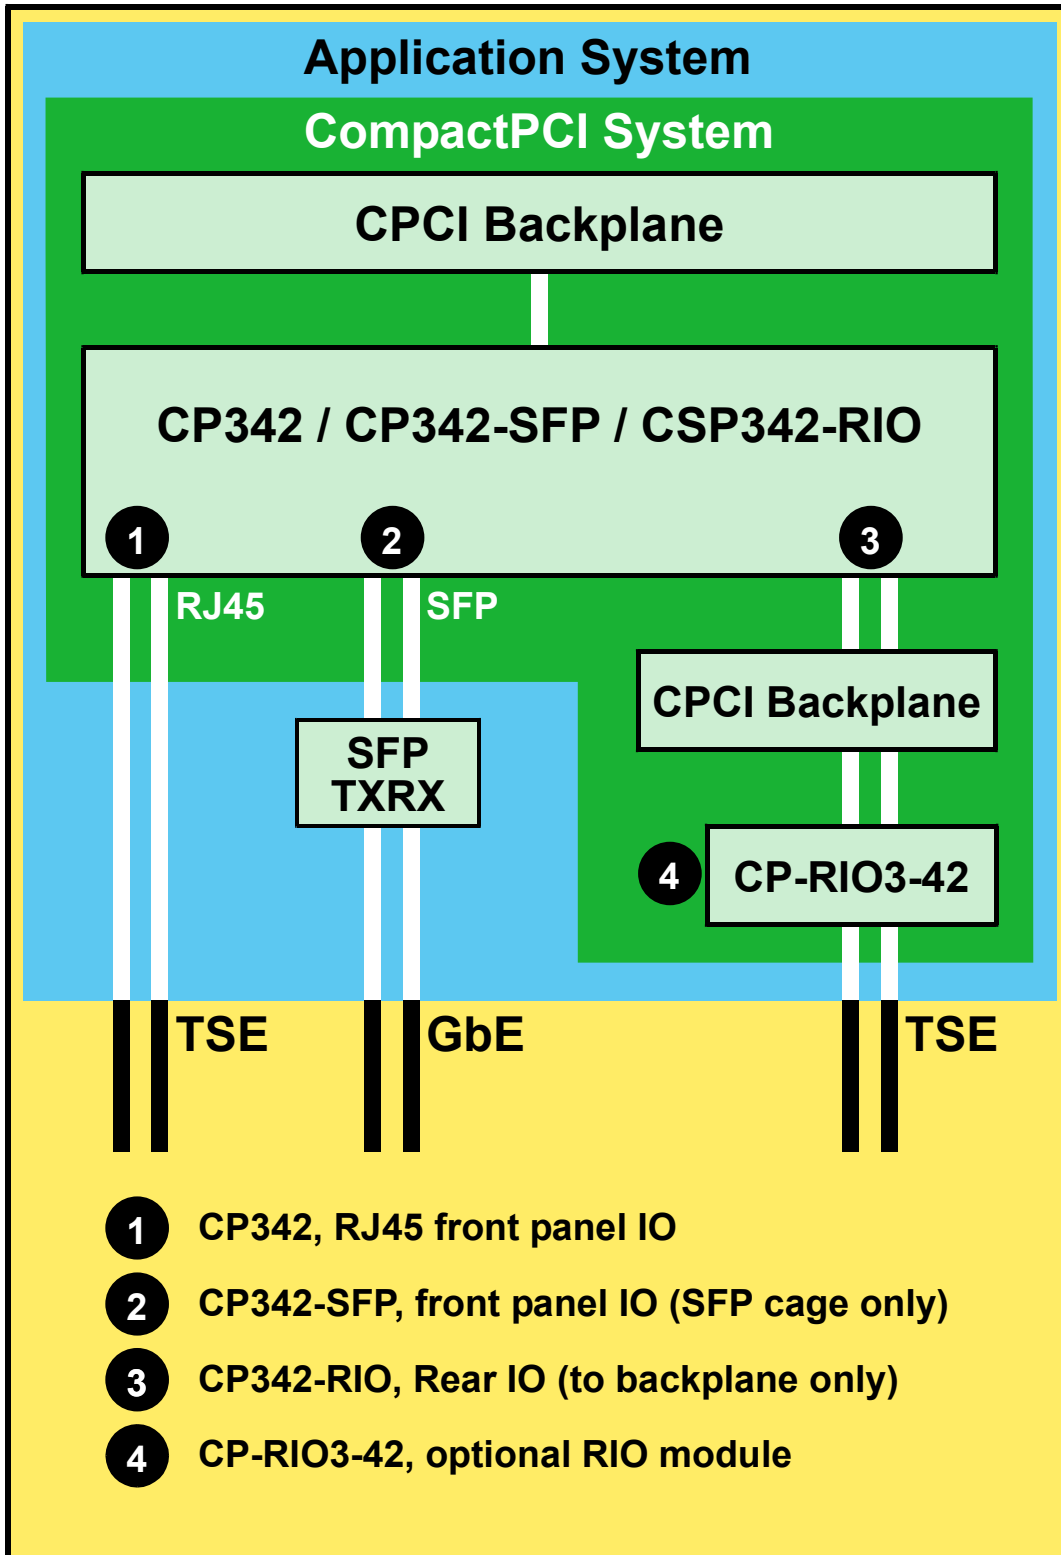 Application System
CompactPCI System
CPCI Backplane
CP342 / CP342-SFP / CSP342-RIO
1
2
3
RJ45
SFP
CPCI Backplane
SFP
TXRX
4
CP-RIO3-42
TSE
GbE
TSE
1 CP342, RJ45 front panel IO
2 CP342-SFP, front panel IO (SFP cage only)
3 CP342-RIO, Rear IO (to backplane only)
4 CP-RIO3-42, optional RIO module